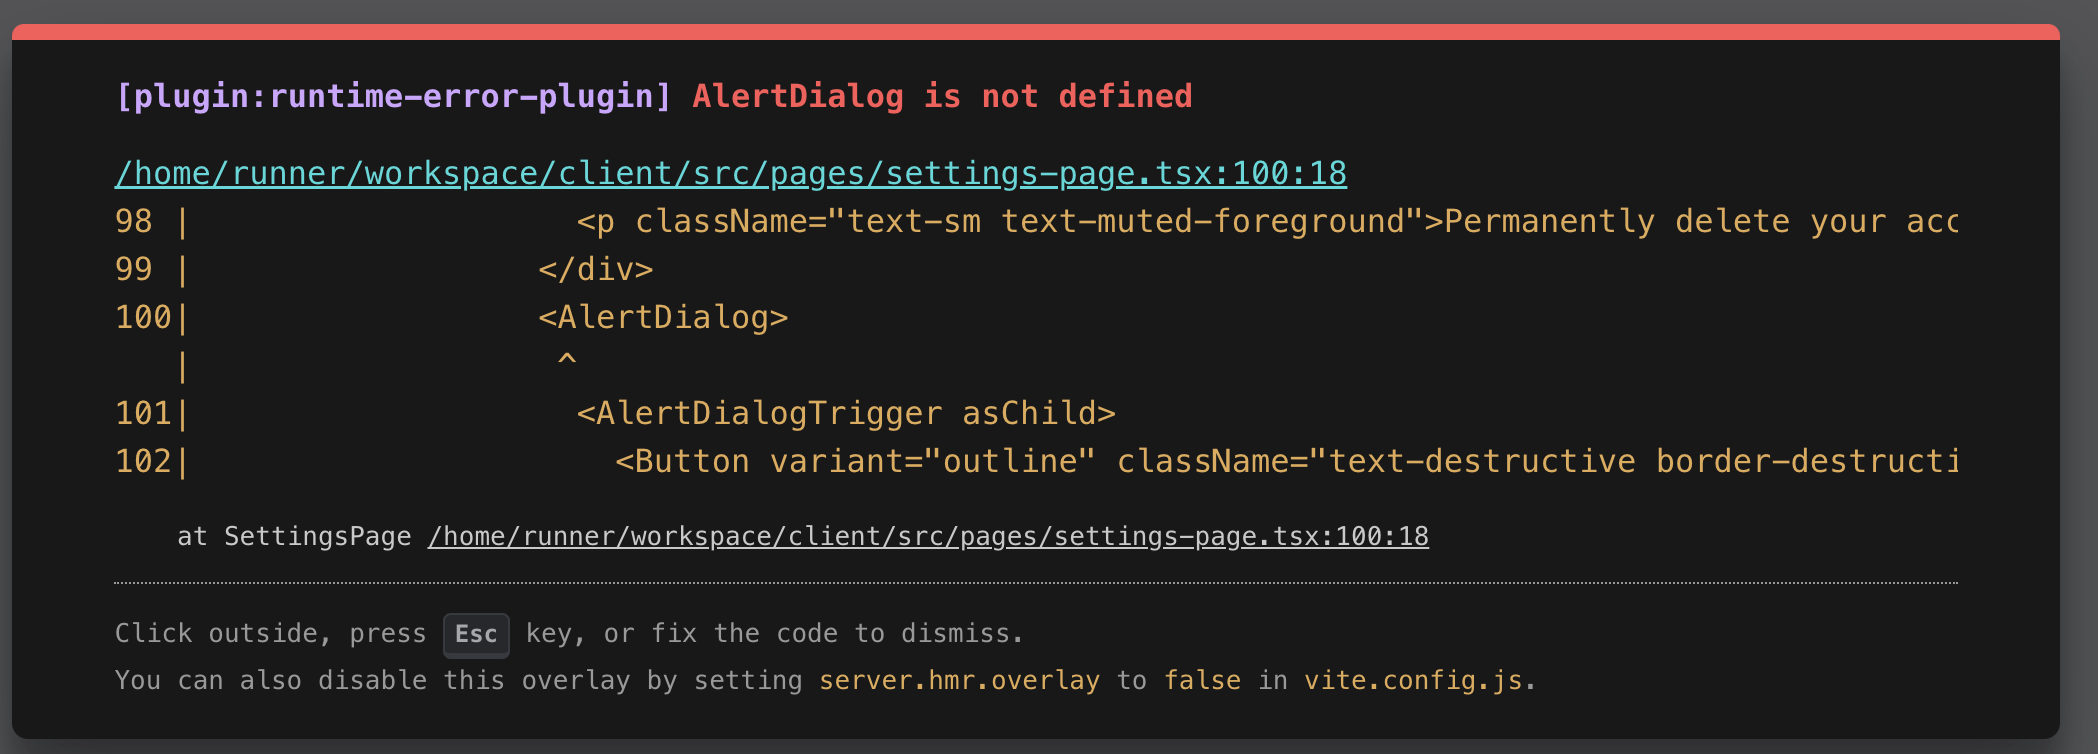 [plugin:runtime-error-plugin] AlertDialog is not defined
/home/runner/workspace/client/src/pages/settings-page.tsx:100:18
98 |                    <p className="text-sm text-muted-foreground">Permanently delete your acc
99 |                  </div>
100|                  <AlertDialog>
   |                   ^
101|                    <AlertDialogTrigger asChild>
102|                      <Button variant="outline" className="text-destructive border-destructi
at SettingsPage /home/runner/workspace/client/src/pages/settings-page.tsx:100:18
Click outside, press Esc key, or fix the code to dismiss.
You can also disable this overlay by setting server.hmr.overlay to false in vite.config.js.